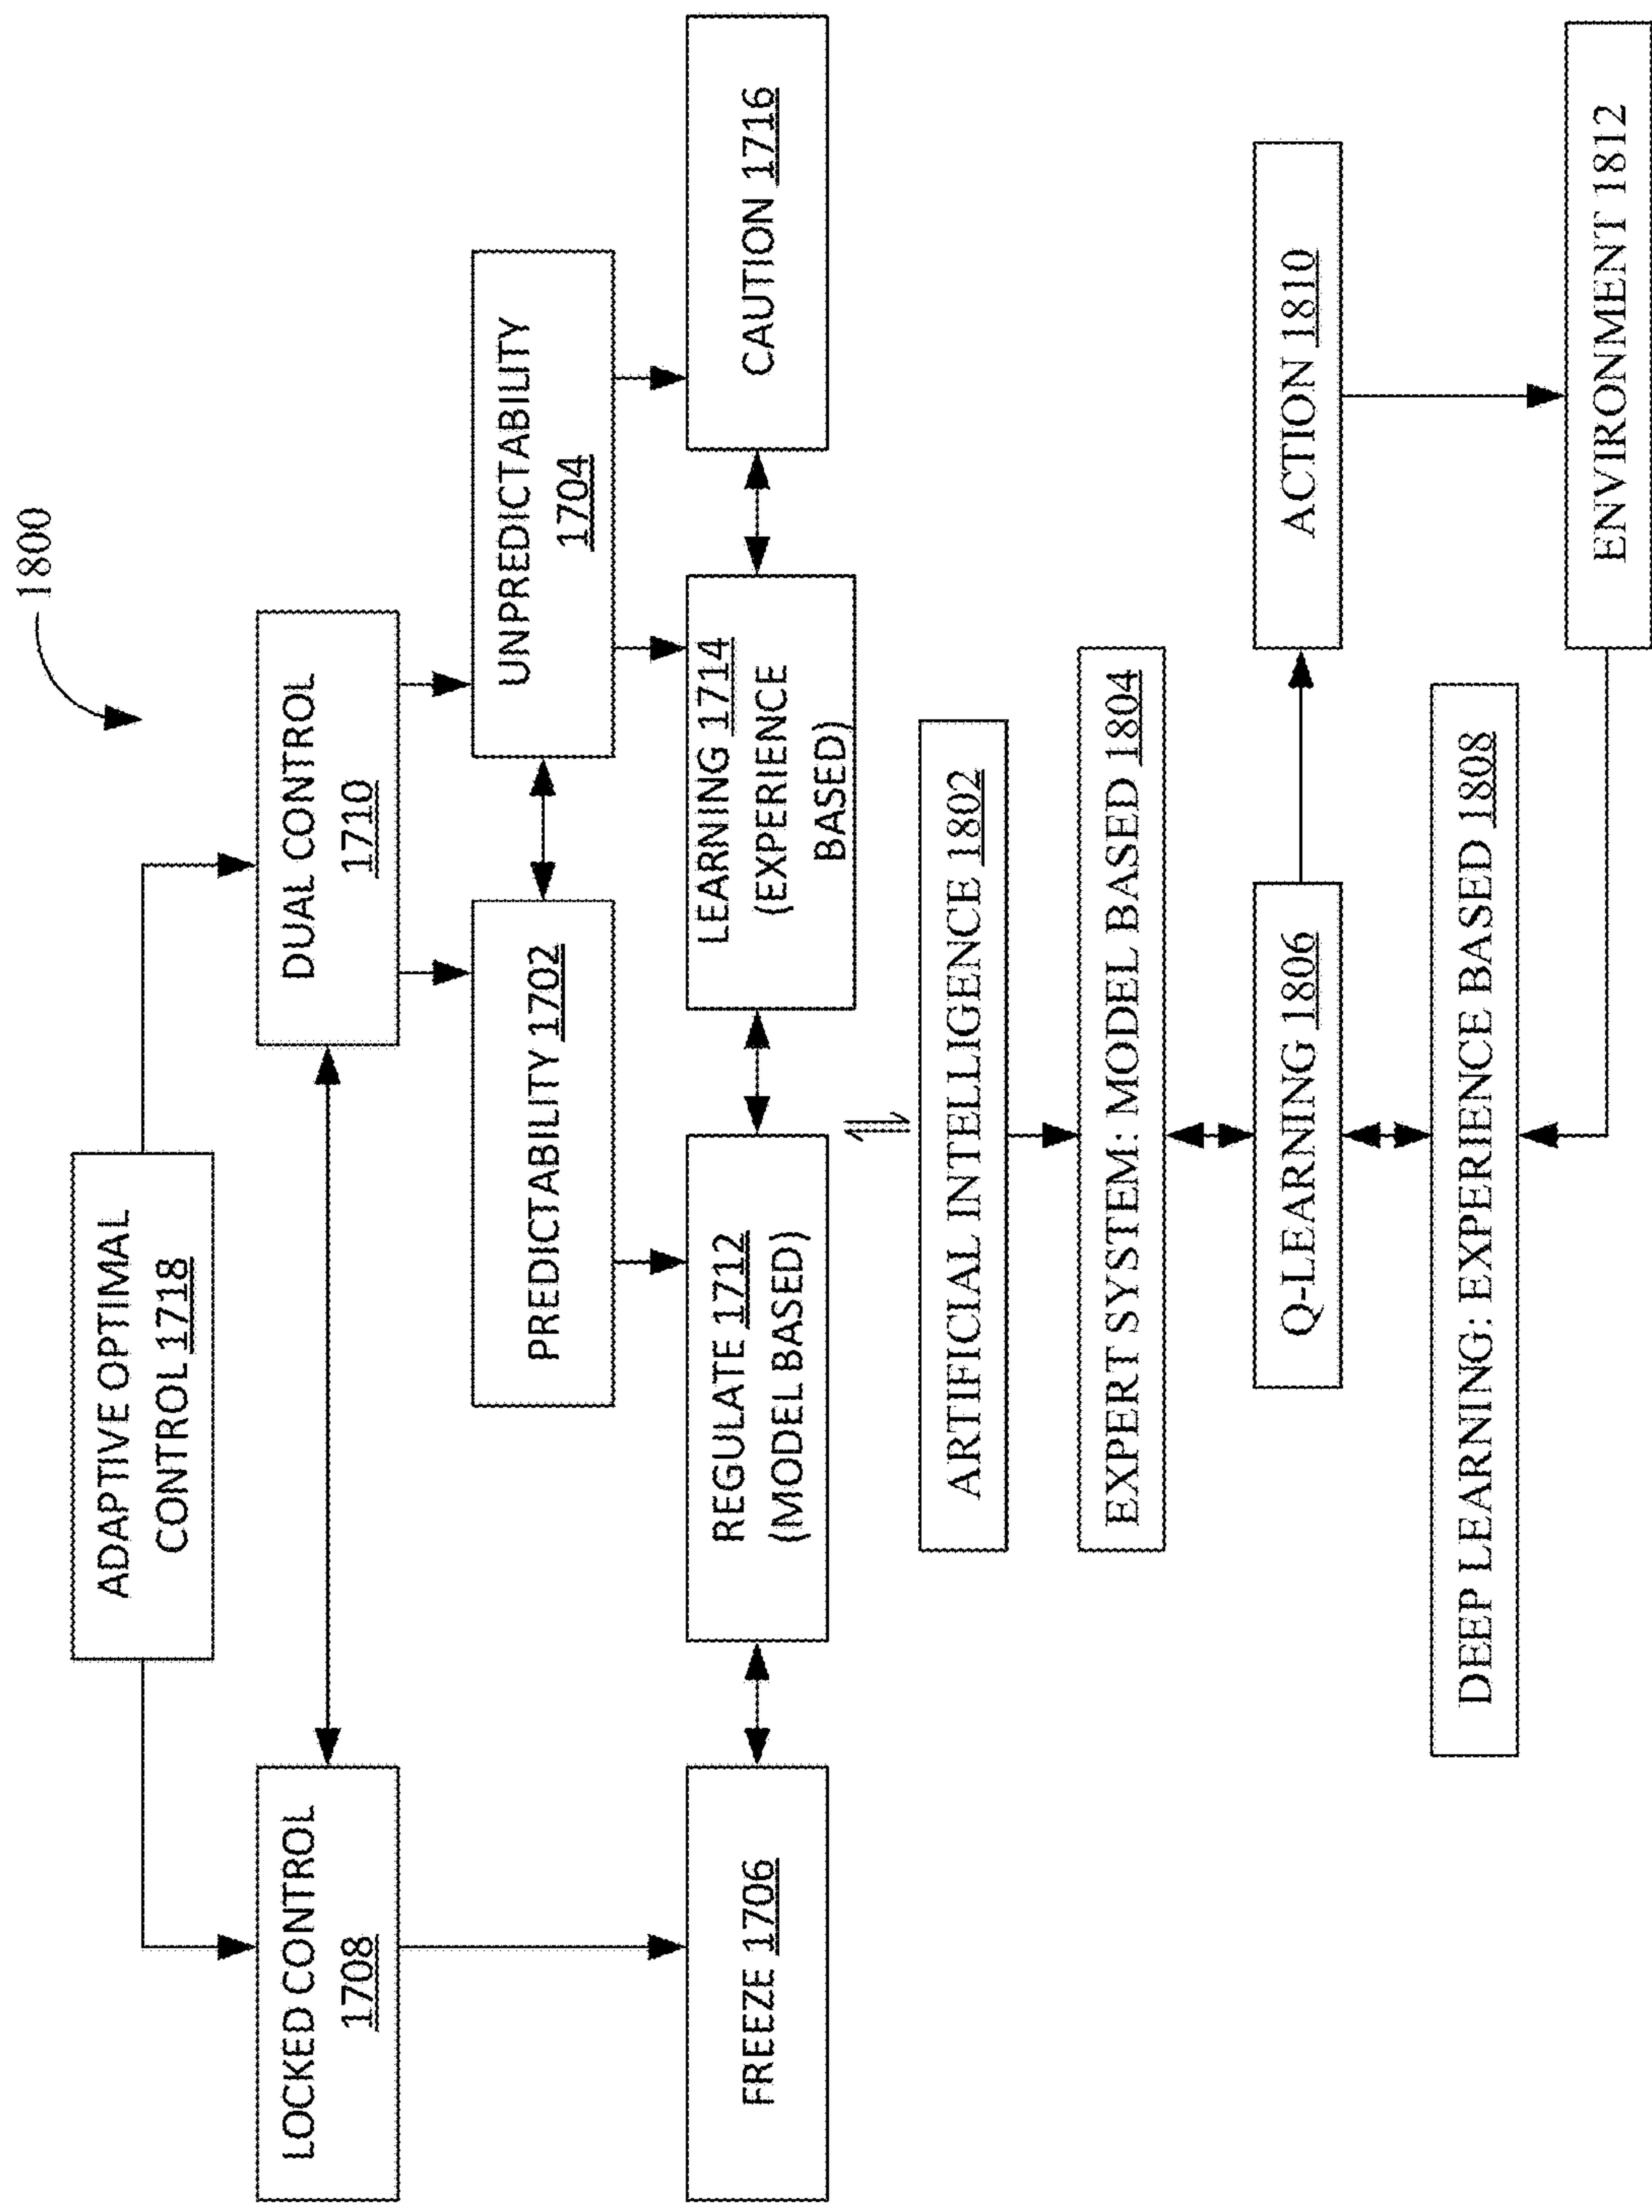 1800
ADAPTIVE OPTIMAL
CONTROL 1718
LOCKED CONTROL
1708
DUAL CONTROL
1710
PREDICTABILITY 1702
UNPREDICTABILITY
1704
FREEZE 1706
REGULATE 1712
(MODEL BASED)
LEARNING 1714
(EXPERIENCE
BASED)
CAUTION 1716
ARTIFICIAL INTELLIGENCE 1802
EXPERT SYSTEM: MODEL BASED 1804
Q-LEARNING 1806
ACTION 1810
DEEP LEARNING: EXPERIENCE BASED 1808
ENVIRONMENT 1812